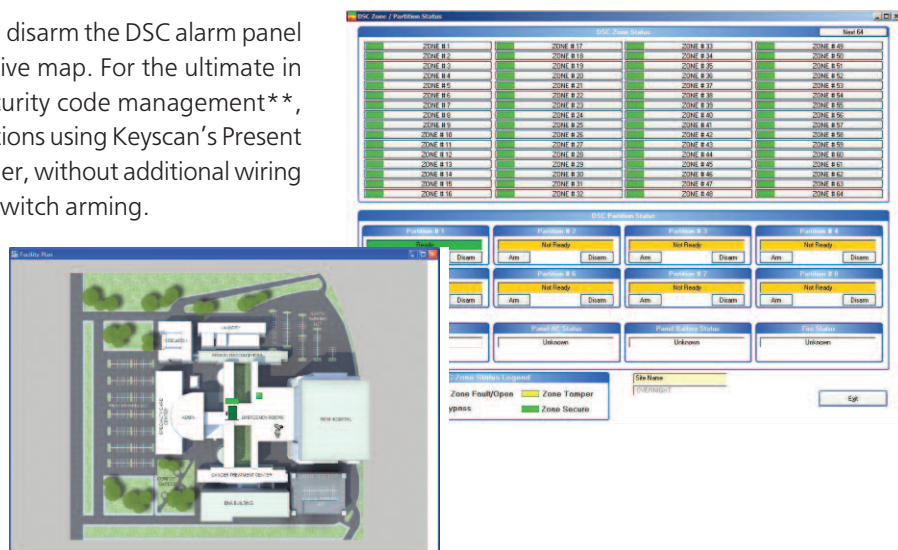 disarm the DSC alarm panel
ive map. For the ultimate in
curity code management**,
tions using Keyscan's Present
er, without additional wiring
witch arming.
DSC Zone / Partition Status
DSC Zone Status
Next 64
ZONE # 1 ZONE # 17 ZONE # 33 ZONE # 49
ZONE # 2 ZONE # 18 ZONE # 34 ZONE # 50
ZONE # 3 ZONE # 19 ZONE # 35 ZONE # 51
ZONE # 4 ZONE # 20 ZONE # 36 ZONE # 52
ZONE # 5 ZONE # 21 ZONE # 37 ZONE # 53
ZONE # 6 ZONE # 22 ZONE # 38 ZONE # 54
ZONE # 7 ZONE # 23 ZONE # 39 ZONE # 55
ZONE # 8 ZONE # 24 ZONE # 40 ZONE # 56
ZONE # 9 ZONE # 25 ZONE # 41 ZONE # 57
ZONE # 10 ZONE # 26 ZONE # 42 ZONE # 58
ZONE # 11 ZONE # 27 ZONE # 43 ZONE # 59
ZONE # 12 ZONE # 28 ZONE # 44 ZONE # 60
ZONE # 13 ZONE # 29 ZONE # 45 ZONE # 61
ZONE # 14 ZONE # 30 ZONE # 46 ZONE # 62
ZONE # 15 ZONE # 31 ZONE # 47 ZONE # 63
ZONE # 16 ZONE # 32 ZONE # 48 ZONE # 64
DSC Partition Status
Partition # 1 Partition # 2 Partition # 3 Partition # 4
Ready Not Ready Not Ready Not Ready
Disarm Arm Disarm Arm Disarm Arm Disarm
Partition # 6 Partition # 7 Partition # 8
Not Ready Not Ready Not Ready
Disarm Arm Disarm Arm Disarm Arm Disarm
Panel AC Status Panel Battery Status Fire Status
Unknown Unknown Unknown
Zone Status Legend
Zone Fault/Open Zone Tamper
ypass Zone Secure
Site Name
OVERNIGHT
Exit
Facility Plan
EMERGENCY ROOMS
NEW HOSPITAL
CANCER TREATMENT CENTER